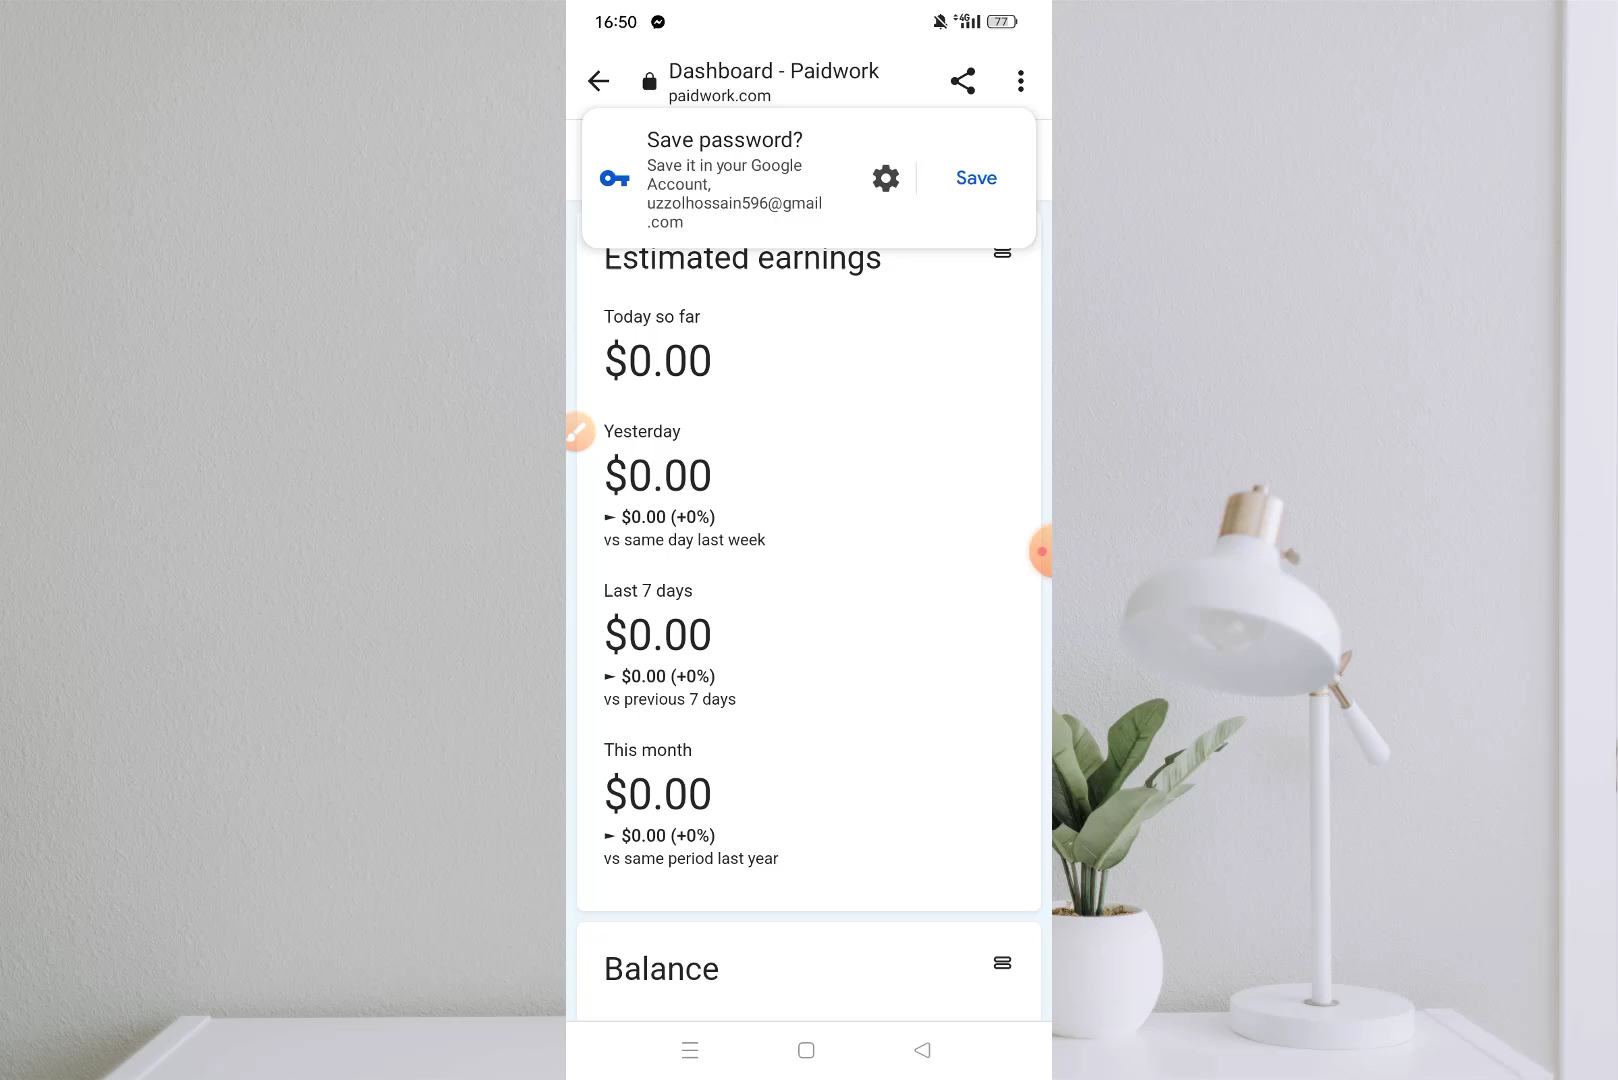 16:50
4G
77
Dashboard - Paidwork
paidwork.com
Save password?
Save it in your Google
Account,
uzzolhossain596@gmail
.com
Save
Estimated earnings
Today so far
$0.00
Yesterday
$0.00
► $0.00 (+0%)
vs same day last week
Last 7 days
$0.00
► $0.00 (+0%)
vs previous 7 days
This month
$0.00
► $0.00 (+0%)
vs same period last year
Balance